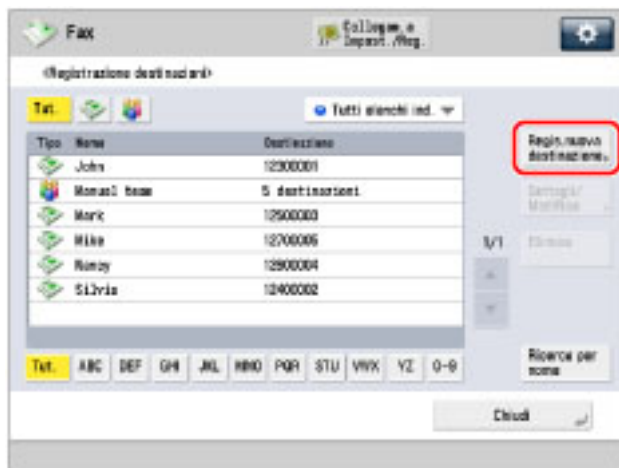 Fax
Collegam. a
Impost./Reg.
<Registrazione destinazioni>
Tut.
Tutti elenchi ind.
Tipo Nome Destinazione
John 12300001
Manual team 5 destinazioni
Mark 12500003
Mike 12700005
Nancy 12600004
Silvia 12400002
Regis.nuova
destinazione
Dettagli/
Modifica
1/1
Elimina
Tut. ABC DEF GHI JKL MNO PQR STU VWX YZ 0-9
Ricerca per
nome
Chiudi